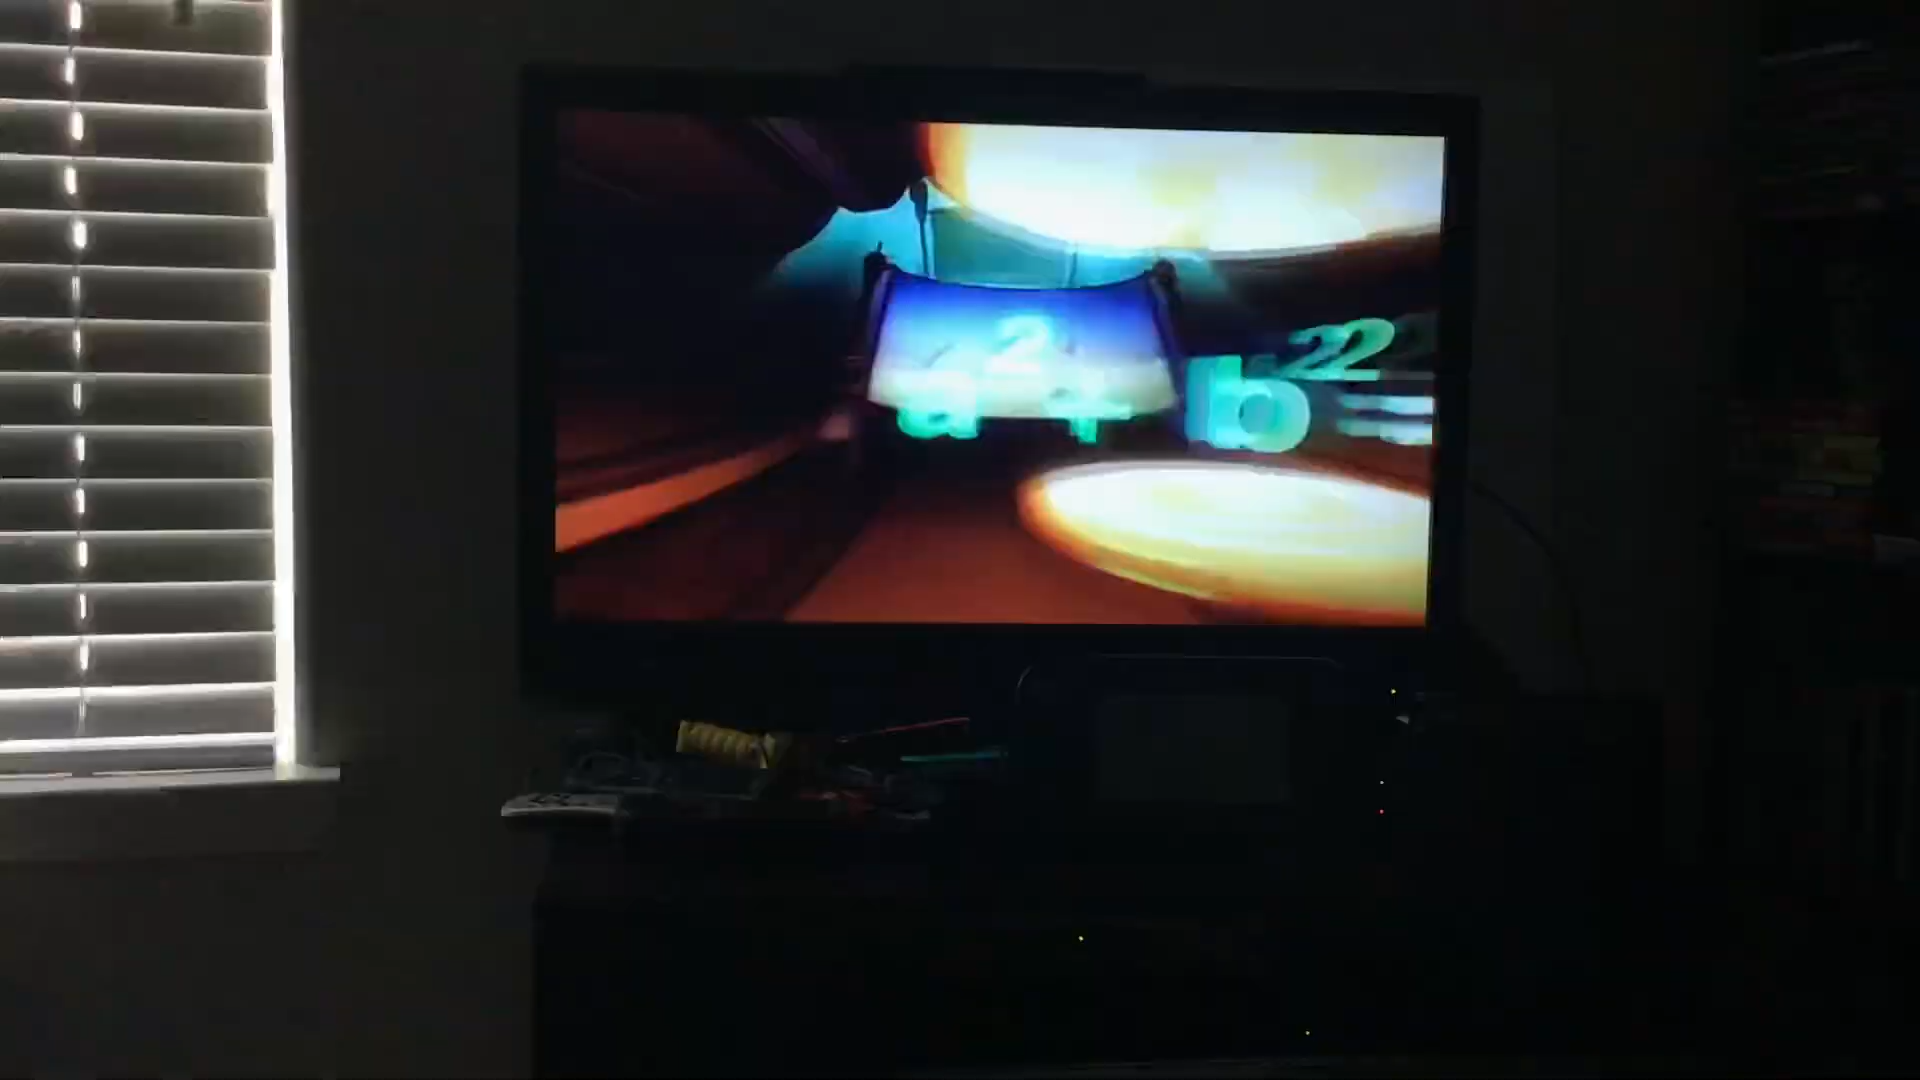 a² + b² =